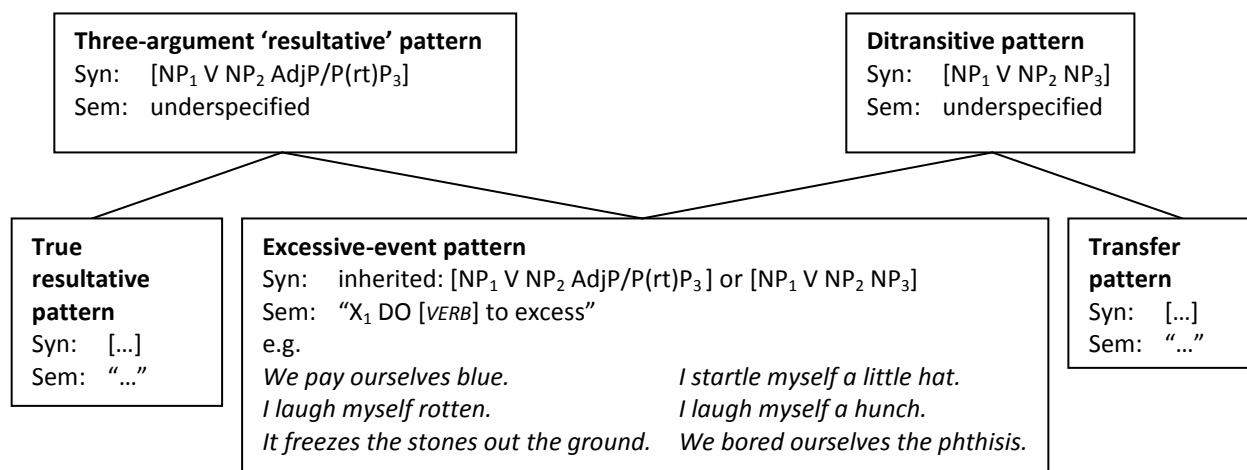 Three-argument ‘resultative’ pattern
Syn: [NP₁ V NP₂ AdjP/P(rt)P₃]
Sem: underspecified
Ditransitive pattern
Syn: [NP₁ V NP₂ NP₃]
Sem: underspecified
True
resultative
pattern
Syn: […]
Sem: “…”
Excessive-event pattern
Syn: inherited: [NP₁ V NP₂ AdjP/P(rt)P₃ ] or [NP₁ V NP₂ NP₃]
Sem: “X₁ DO [VERB] to excess”
e.g.
We pay ourselves blue. I startle myself a little hat.
I laugh myself rotten. I laugh myself a hunch.
It freezes the stones out the ground. We bored ourselves the phthisis.
Transfer
pattern
Syn: […]
Sem: “…”